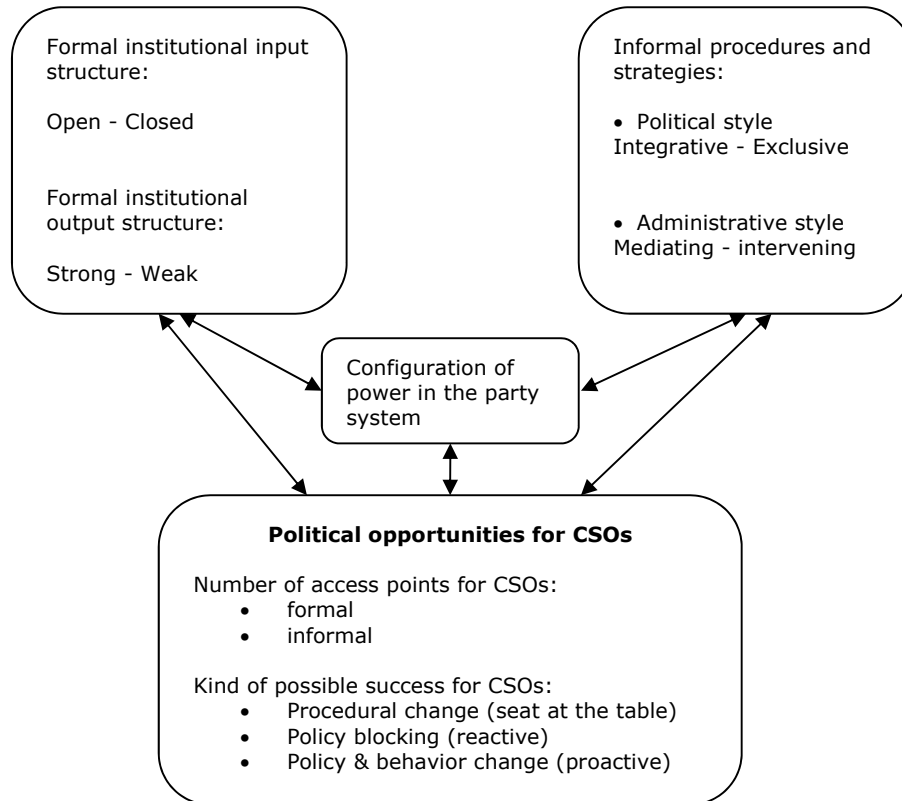 Formal institutional input
structure:
Open - Closed
Formal institutional
output structure:
Strong - Weak
Informal procedures and
strategies:
• Political style
Integrative - Exclusive
• Administrative style
Mediating - intervening
Configuration of
power in the party
system
Political opportunities for CSOs
Number of access points for CSOs:
• formal
• informal
Kind of possible success for CSOs:
• Procedural change (seat at the table)
• Policy blocking (reactive)
• Policy & behavior change (proactive)